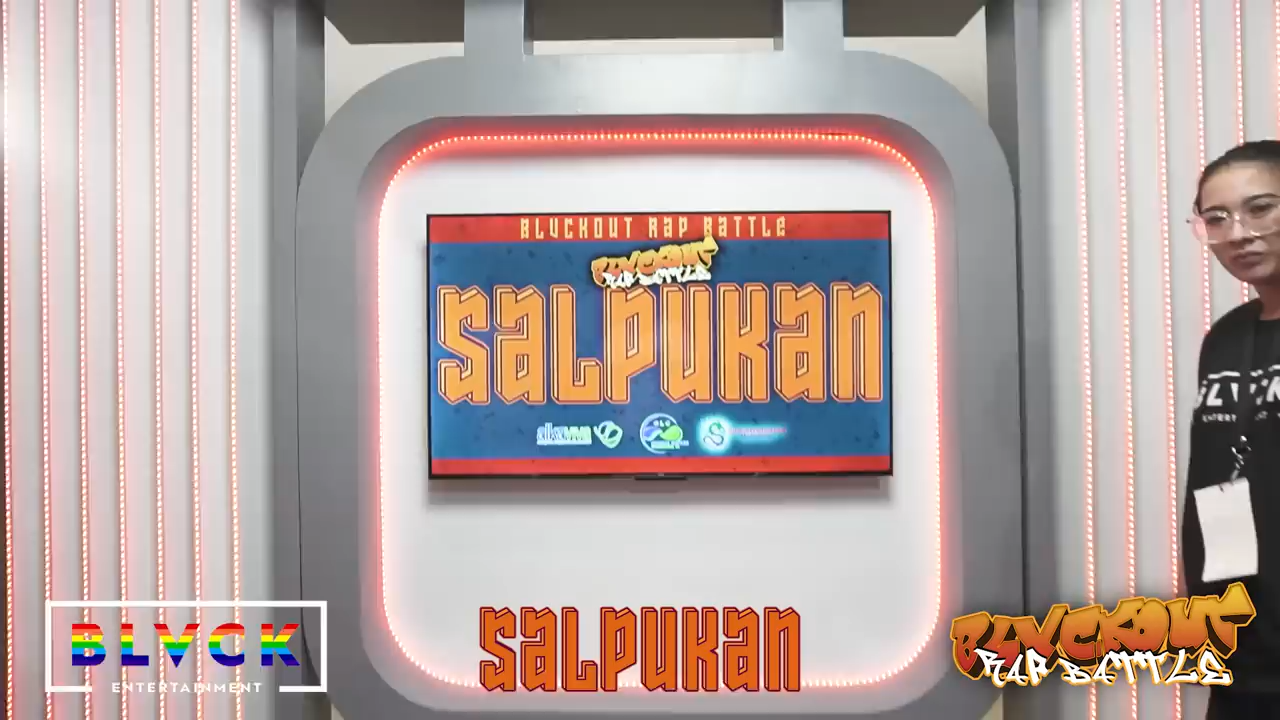 BLVCKOUT RAP BATTLE
BLVCKOUT
RAP BATTLE
SALPUKAN
BLVCK
ENTERTAINMENT
SALPUKAN
BLVCKOUT
RAP BATTLE